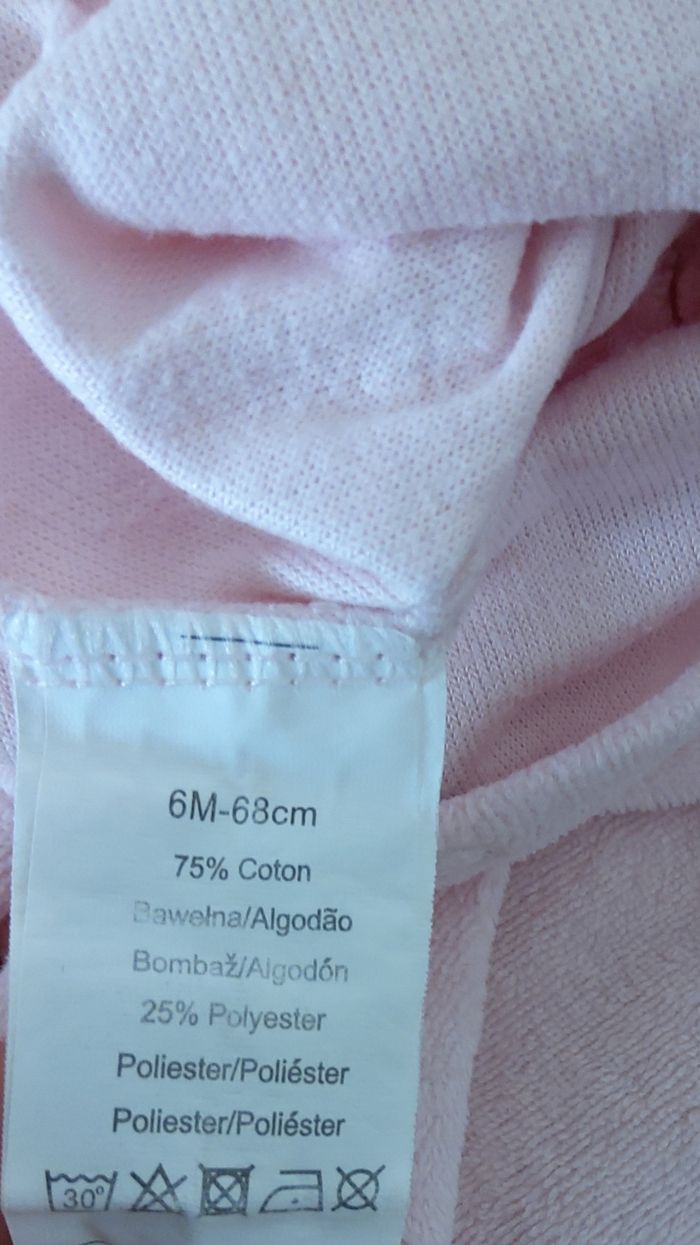 6M-68cm
75% Coton
Bawełna/Algodão
Bombaž/Algodón
25% Polyester
Poliester/Poliéster
Poliester/Poliéster
30°